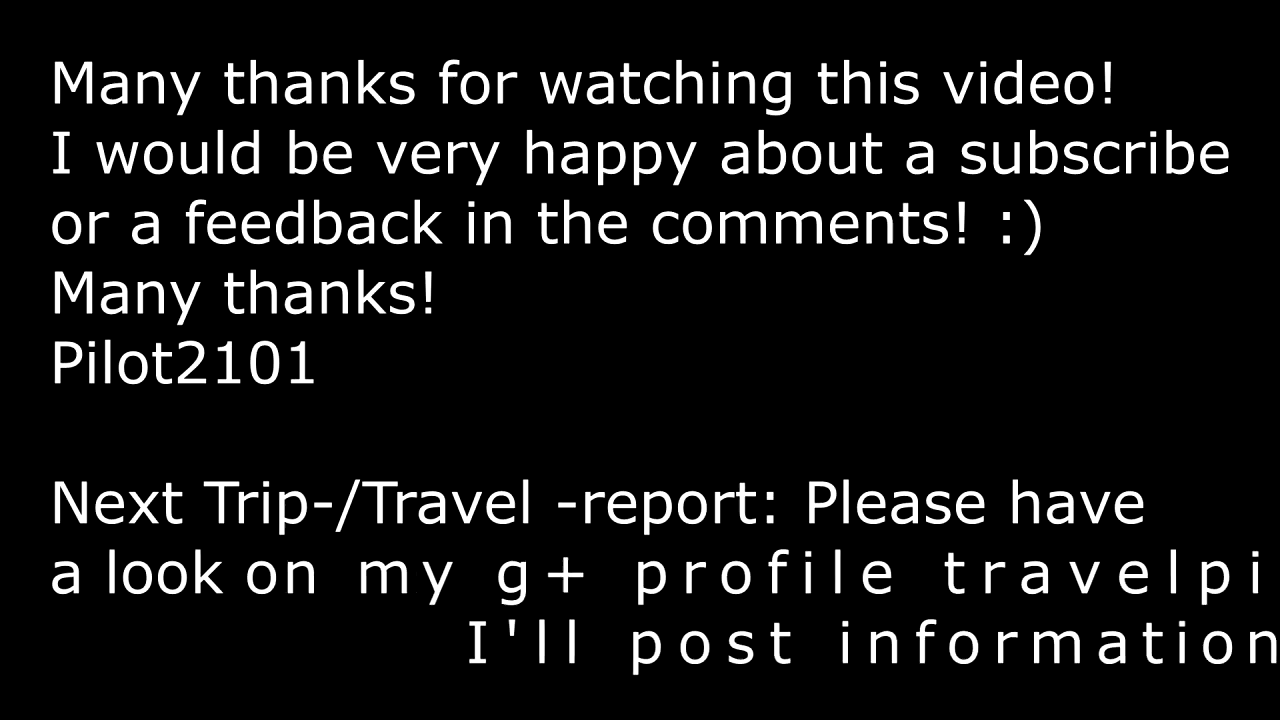 Many thanks for watching this video!
I would be very happy about a subscribe
or a feedback in the comments! :)
Many thanks!
Pilot2101
Next Trip-/Travel -report: Please have
a look on my g+ profile travelpi
I'll post information